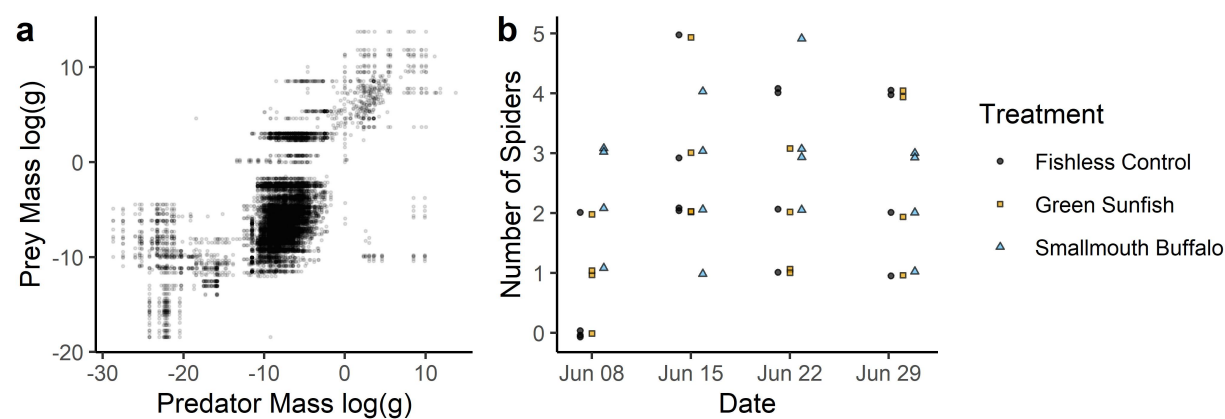 a
Prey Mass log(g)
10
0
-10
-20
-30
-20
-10
0
10
Predator Mass log(g)
b
Number of Spiders
5
4
3
2
1
0
Jun 08
Jun 15
Jun 22
Jun 29
Date
Treatment
Fishless Control
Green Sunfish
Smallmouth Buffalo